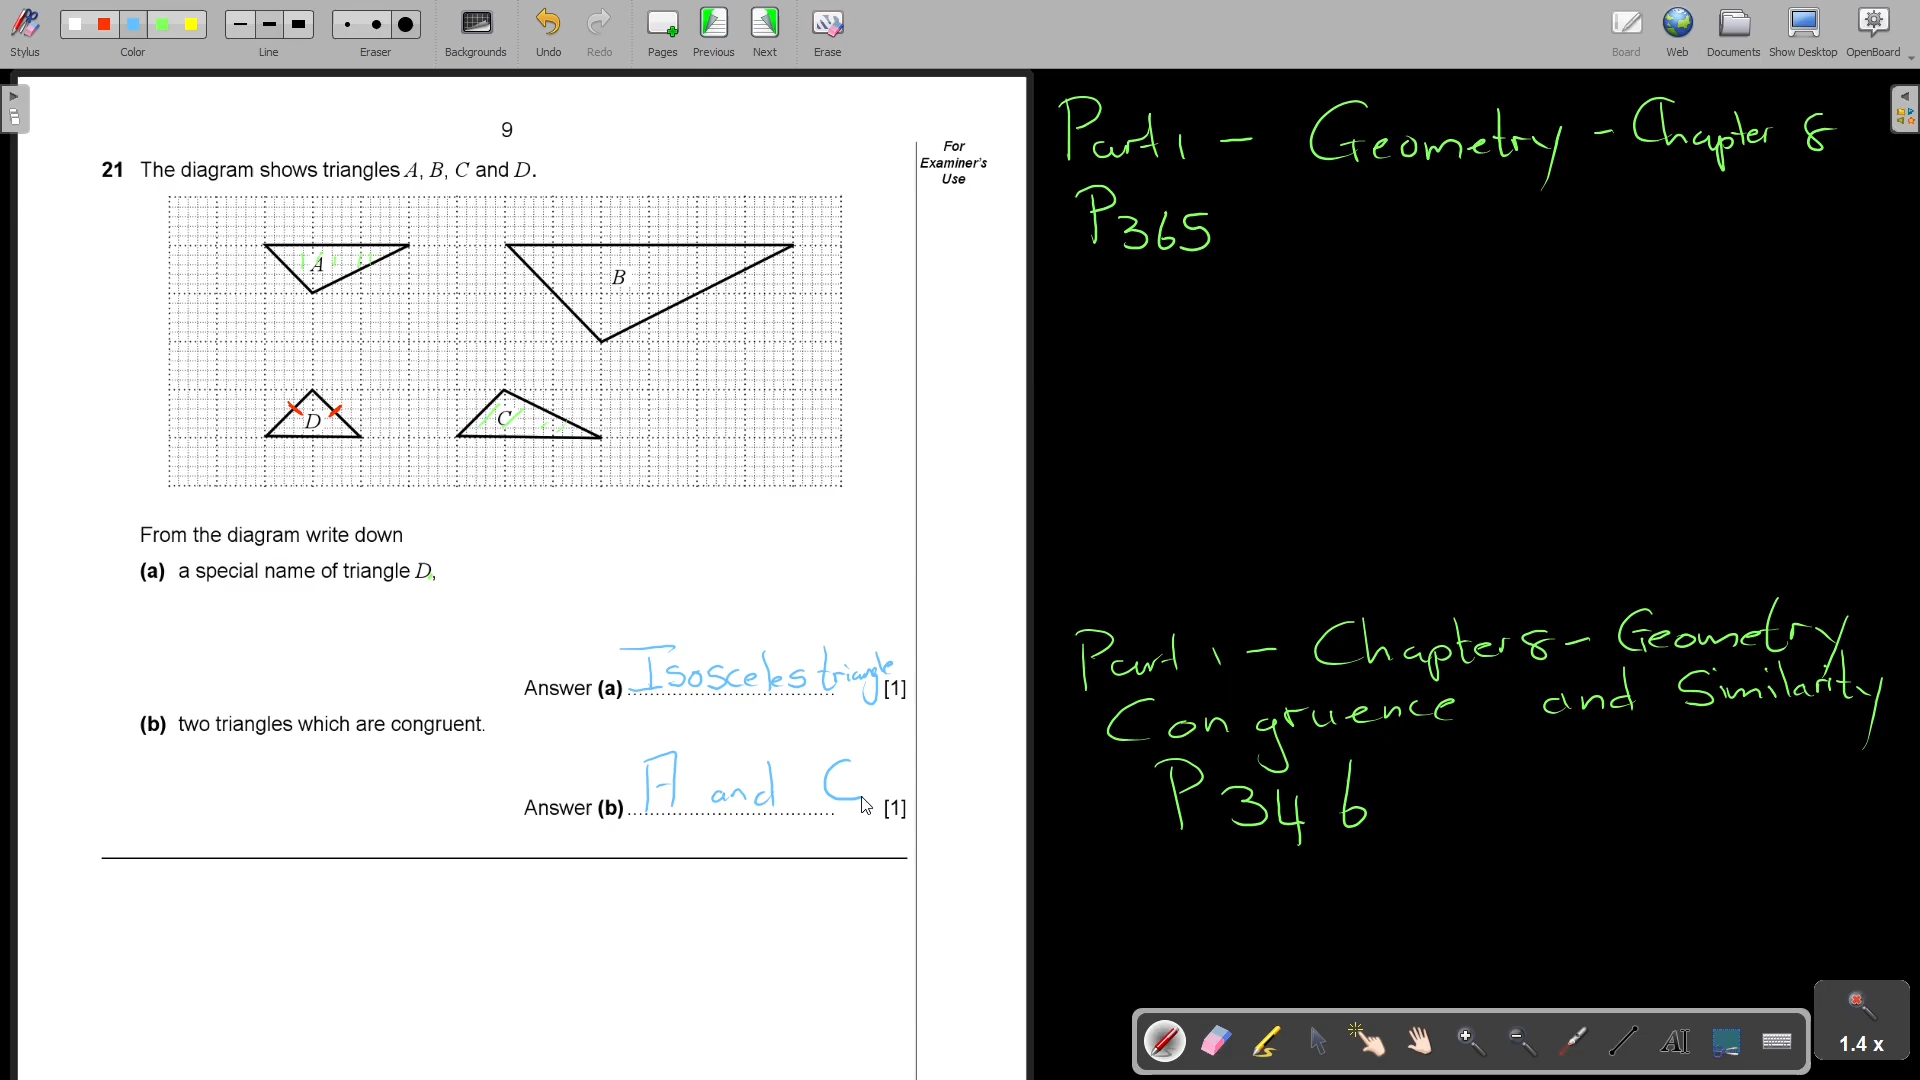 Stylus
Color
Line
Eraser
Backgrounds
Undo
Redo
Pages
Previous
Next
Erase
Board
Web
Documents
Show Desktop
OpenBoard
9
For
Examiner's
Use
21 The diagram shows triangles A, B, C and D.
A
B
D
C
From the diagram write down
(a) a special name of triangle D,
Answer (a) Isosceles triangle [1]
(b) two triangles which are congruent.
Answer (b) A and C [1]
Part 1 - Geometry - Chapter 8
P365
Part 1 - Chapter 8 - Geometry
Congruence and Similarity
P 346
AI
1.4 x